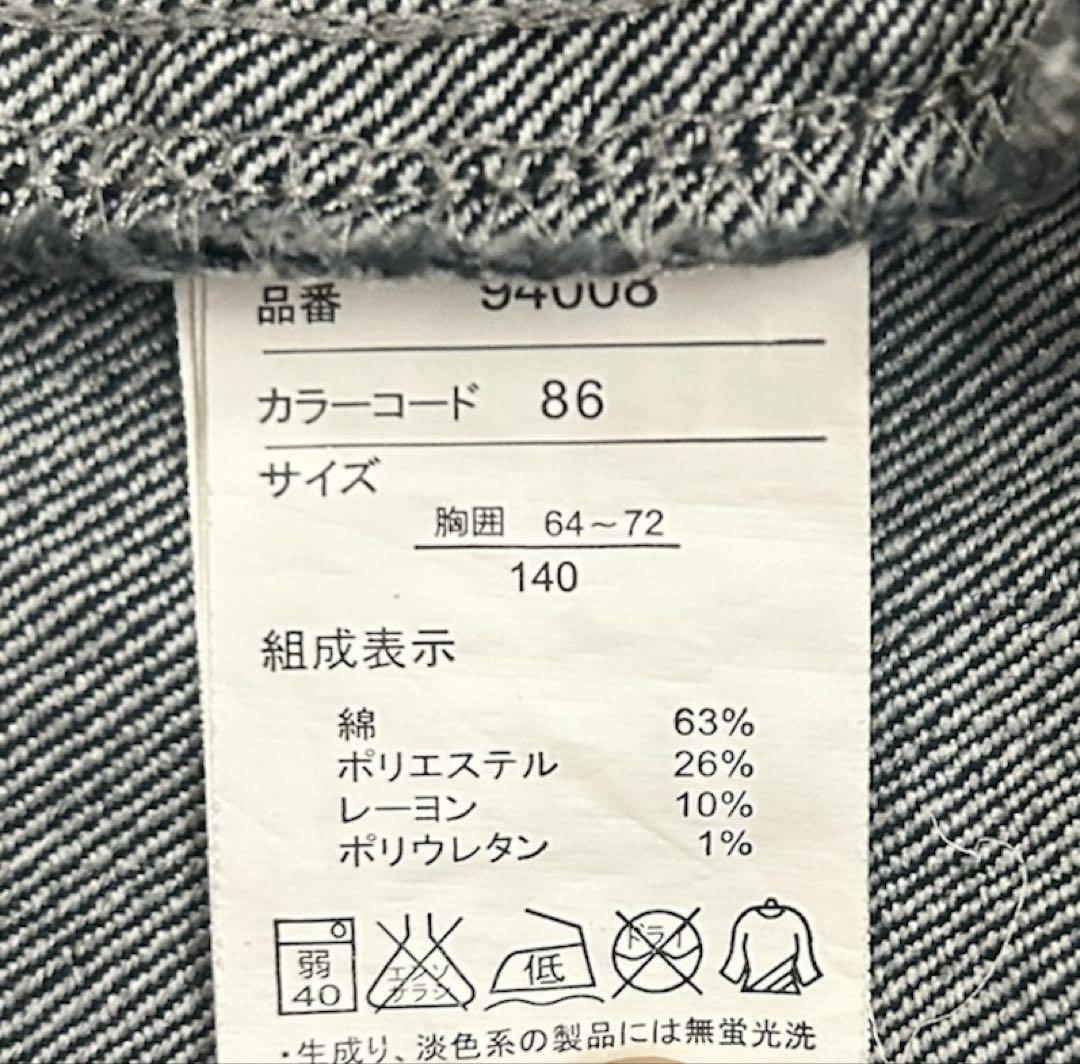 品番 94008
カラーコード 86
サイズ
胸囲 64~72
140
組成表示
綿 63%
ポリエステル 26%
レーヨン 10%
ポリウレタン 1%
弱 40
エンソサラシ
低
ドライ
・生成り、淡色系の製品には無蛍光洗